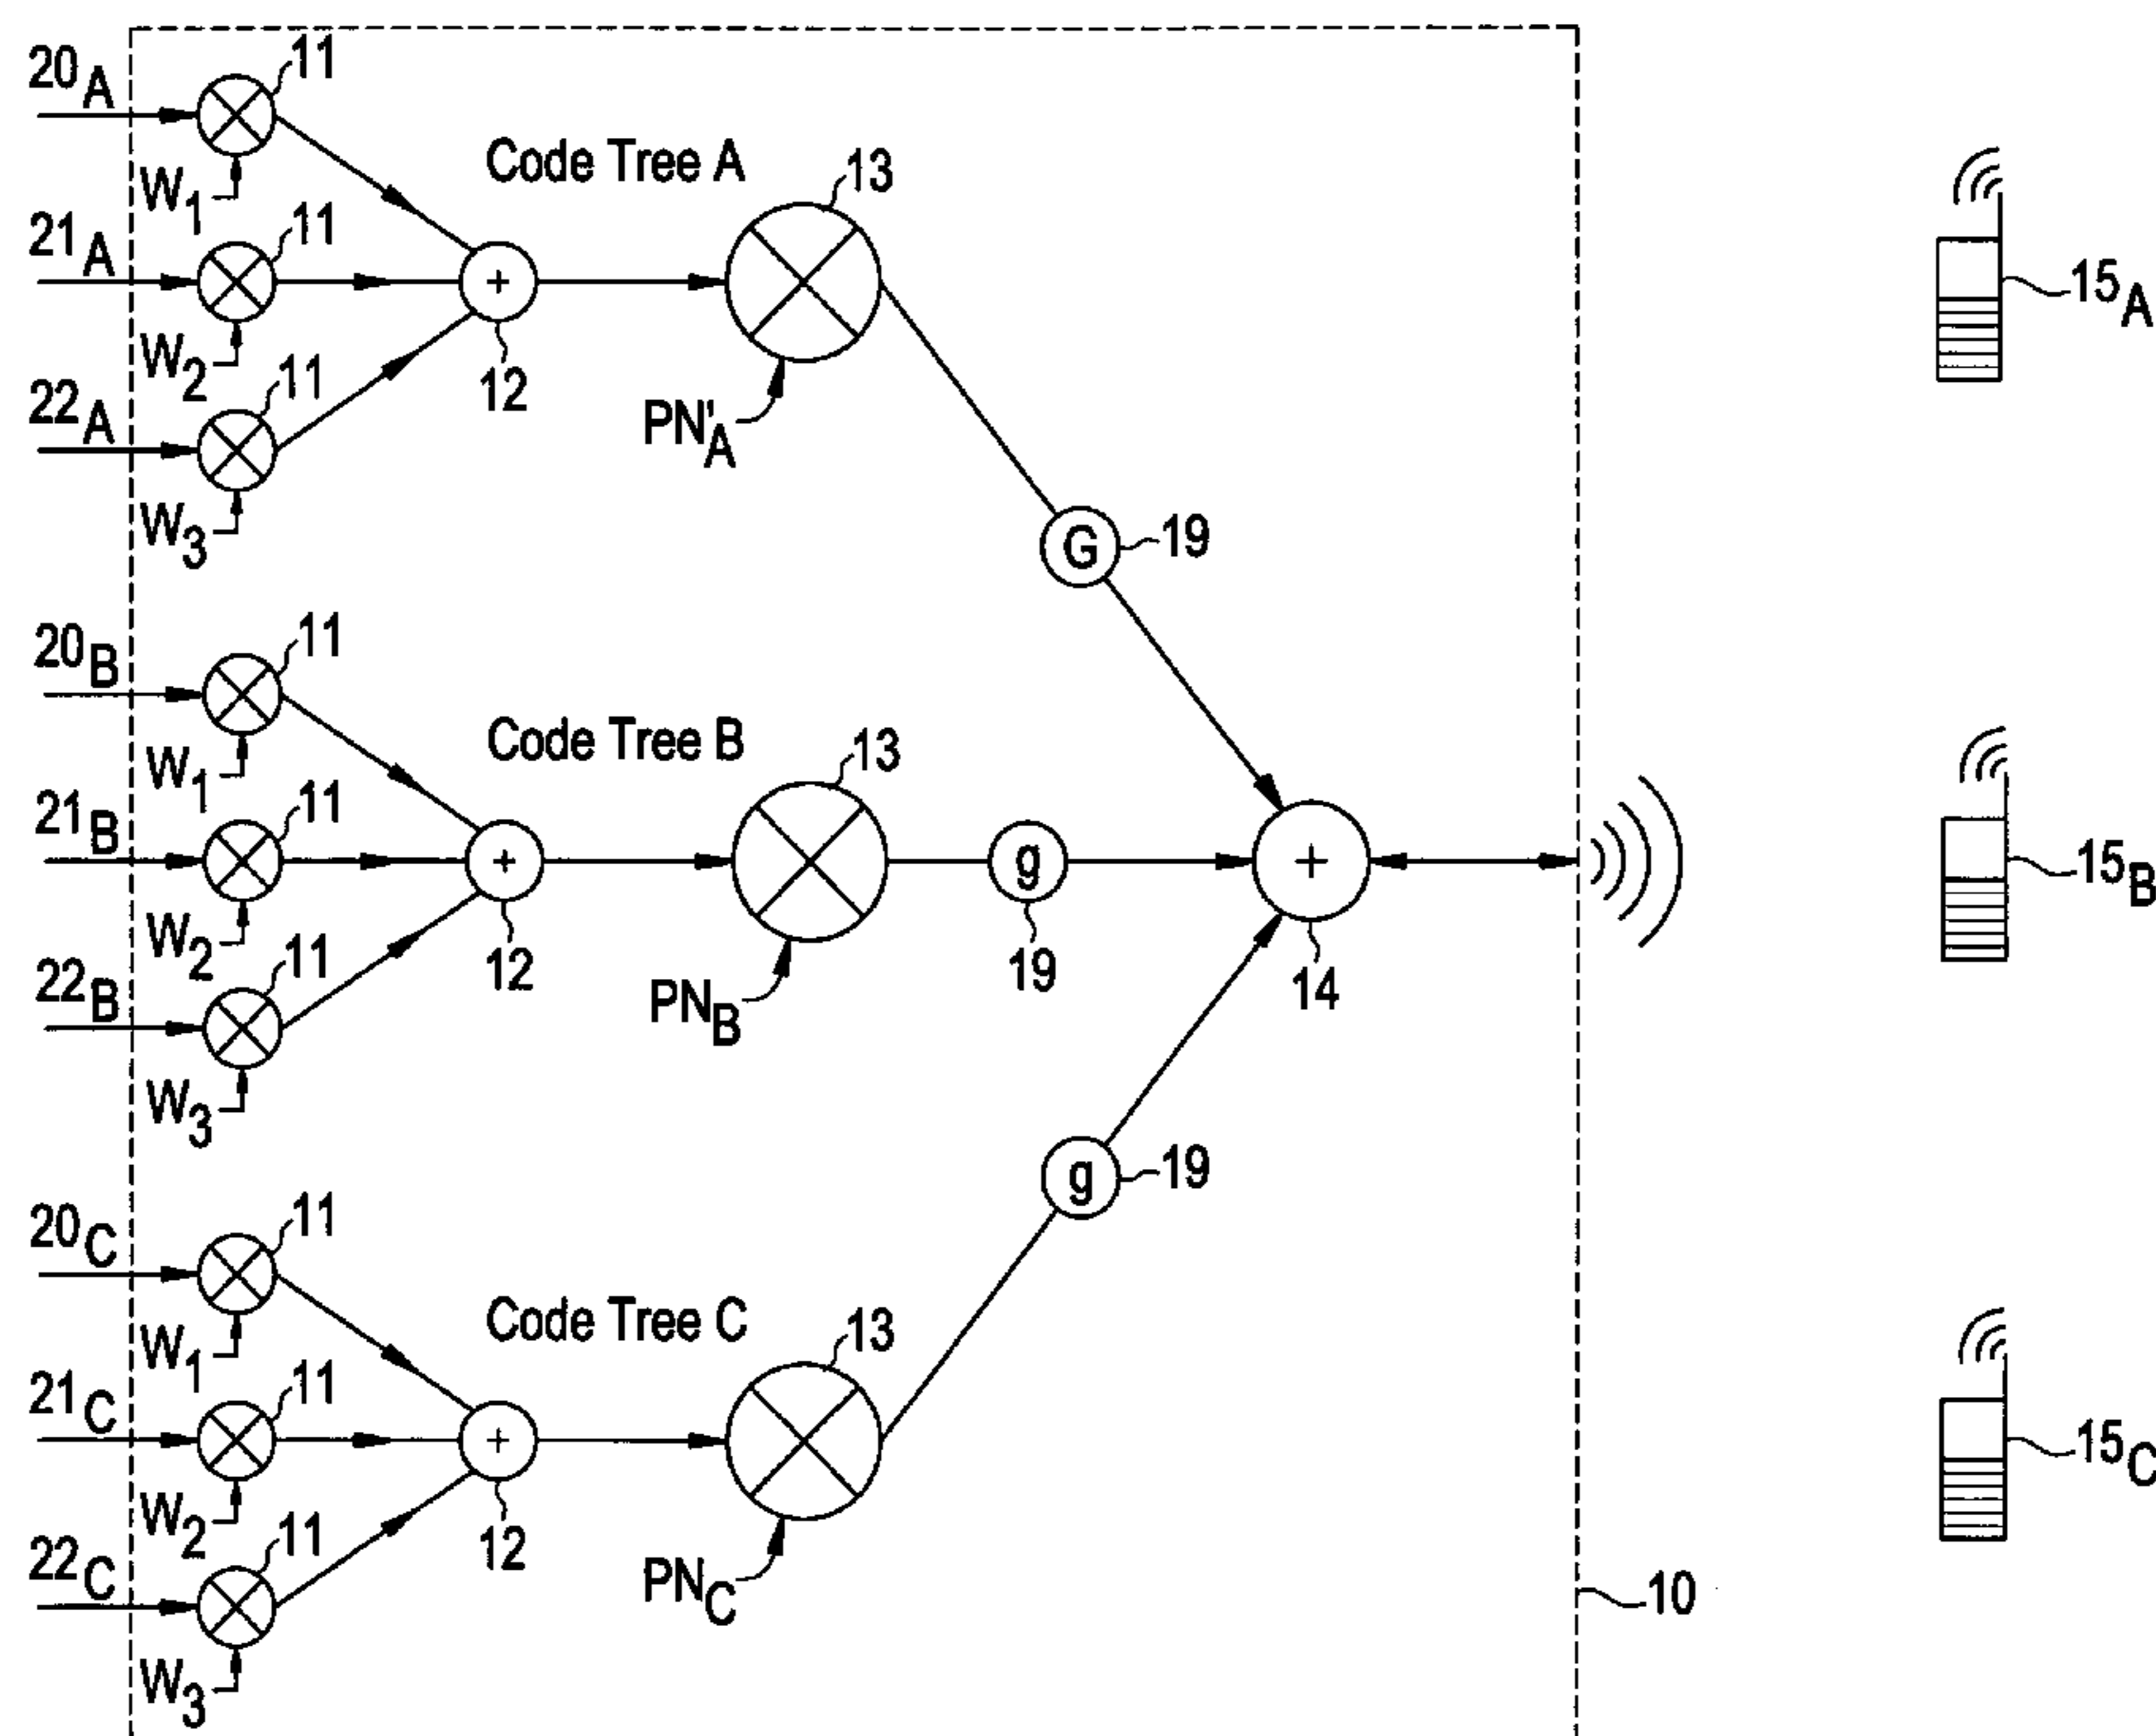 20A 11
W1
Code Tree A
13
21A 11
+
15A
W2
12
22A 11
PN'A
W3
G 19
20B 11
W1
Code Tree B
13
21B 11
+
g
+
15B
W2
12
19
14
22B 11
PNB
W3
g 19
20C 11
W1
Code Tree C
13
21C 11
+
15C
W2
12
22C 11
PNC
10
W3